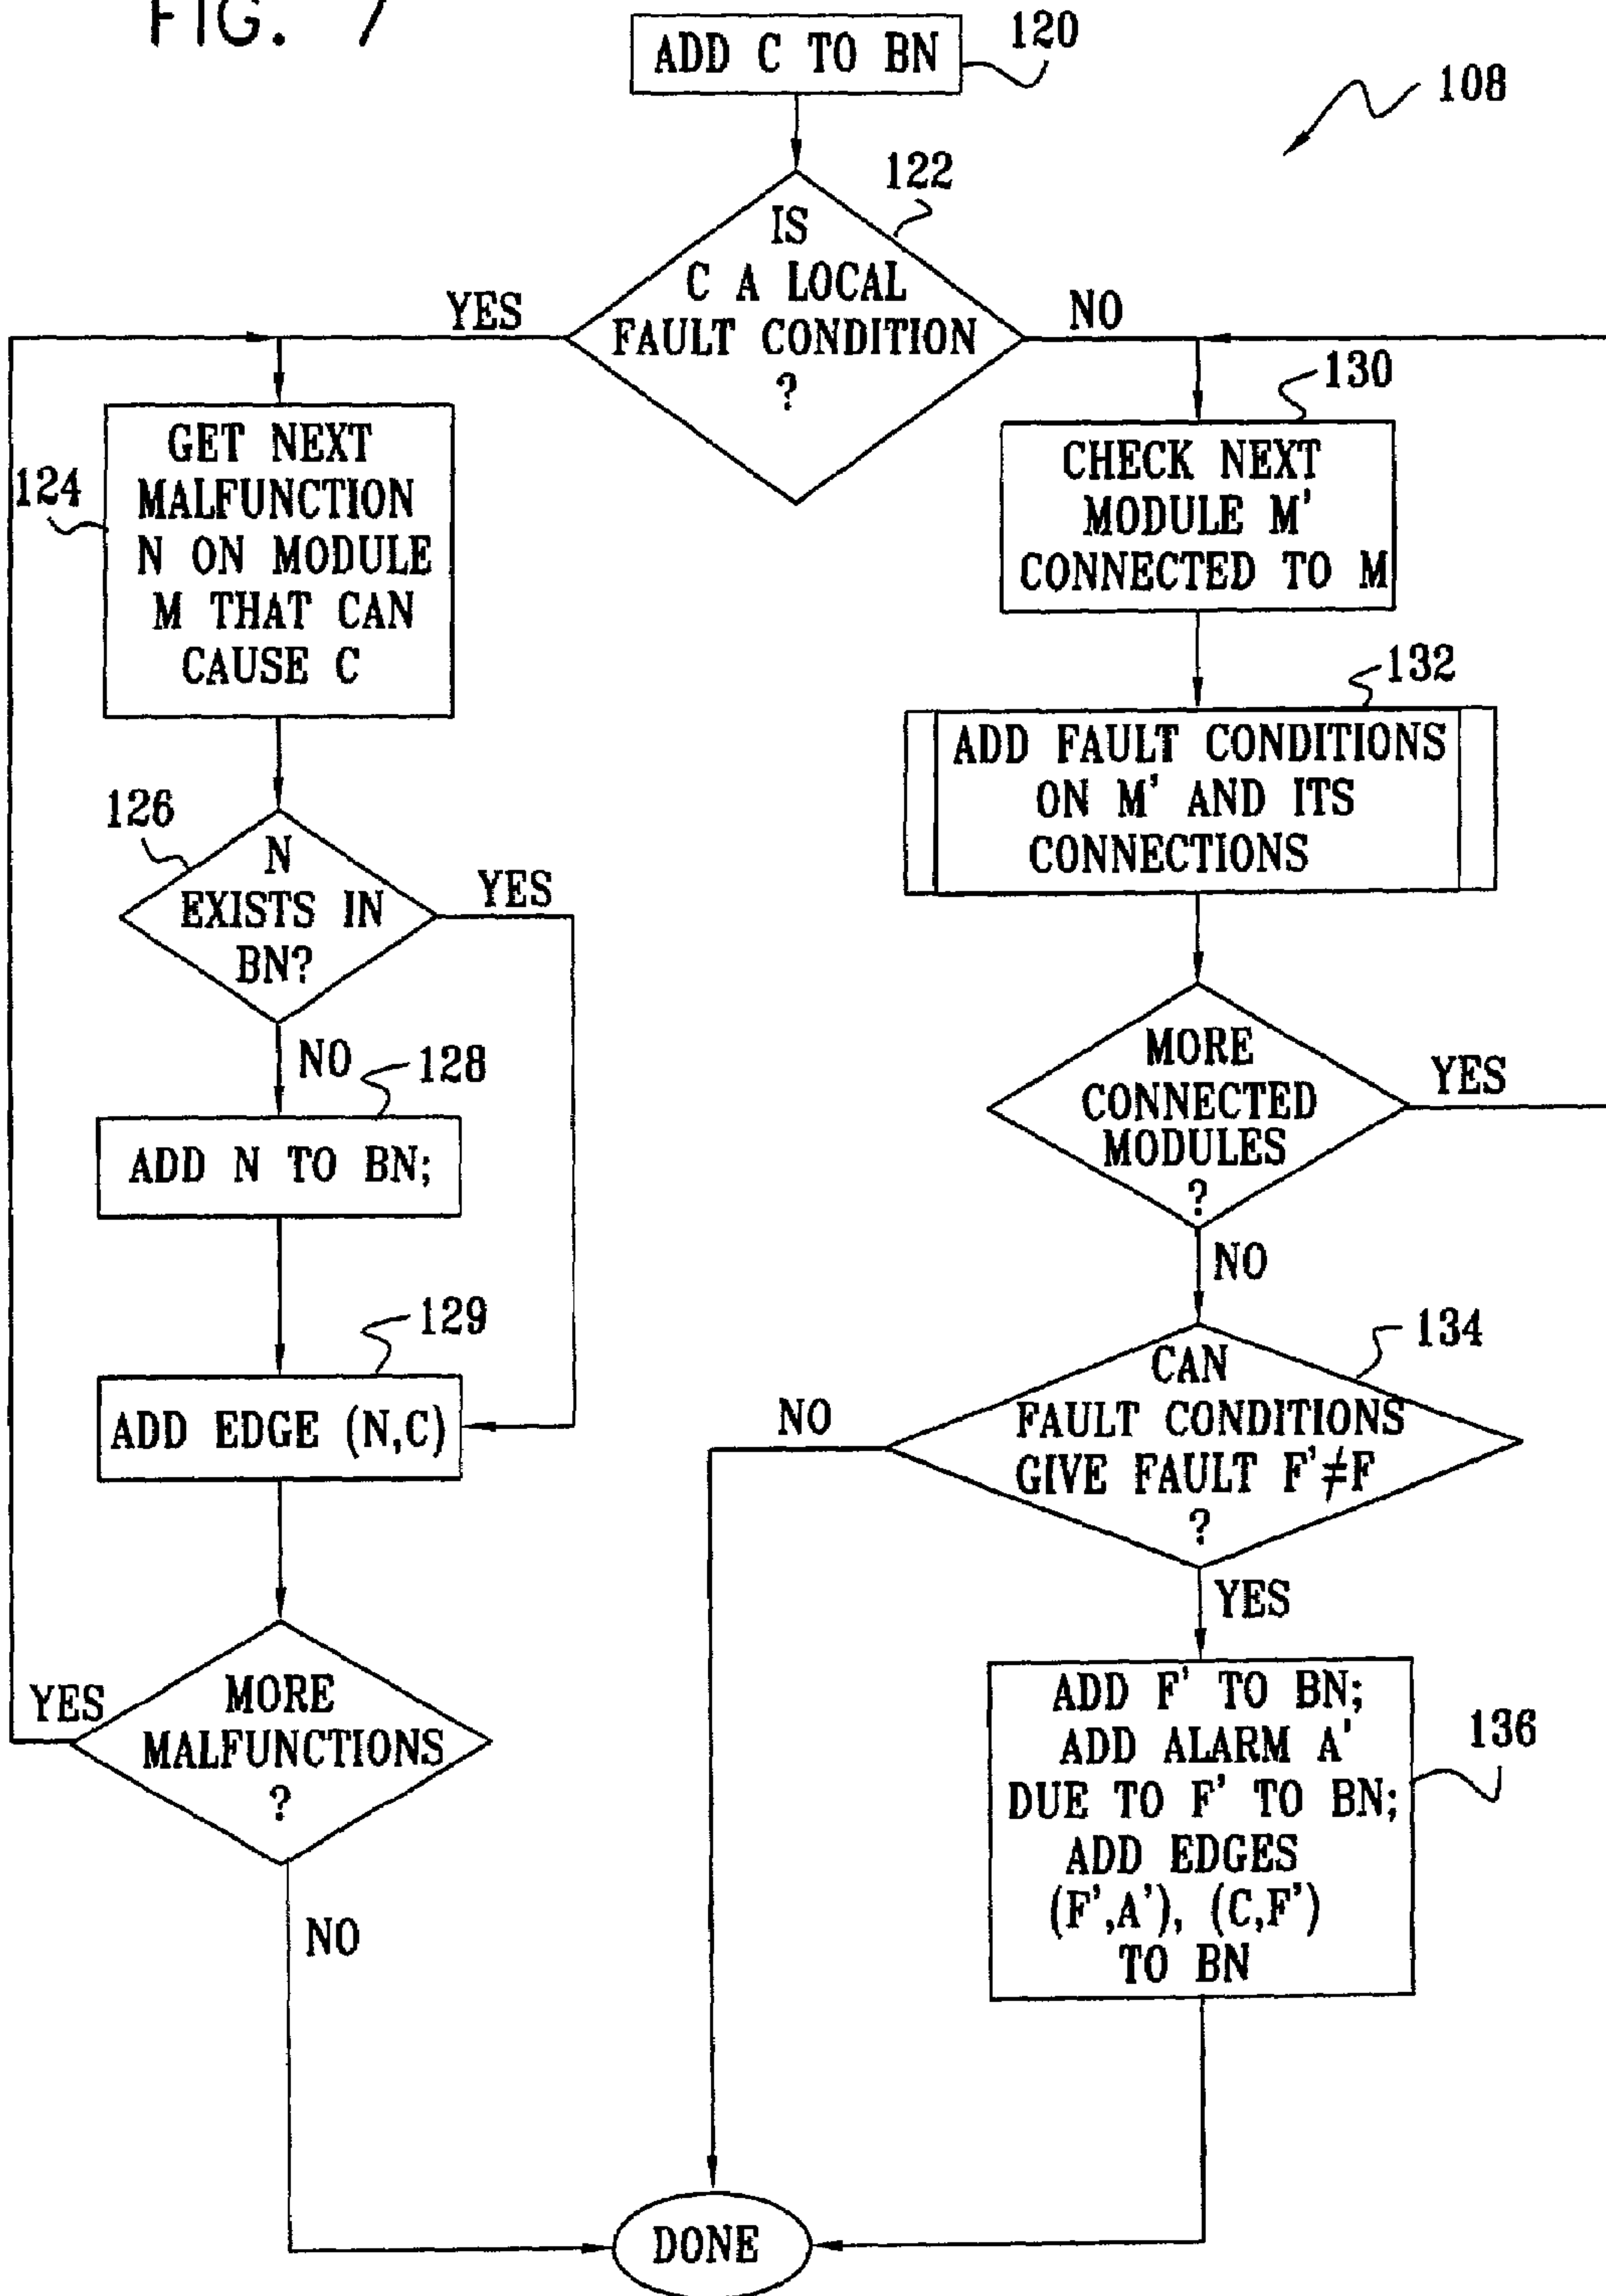 FIG. 7
ADD C TO BN
120
108
122
IS
C A LOCAL
FAULT CONDITION
?
YES
NO
124
GET NEXT
MALFUNCTION
N ON MODULE
M THAT CAN
CAUSE C
126
N
EXISTS IN
BN?
YES
NO
128
ADD N TO BN;
129
ADD EDGE (N,C)
MORE
MALFUNCTIONS
?
YES
NO
130
CHECK NEXT
MODULE M'
CONNECTED TO M
132
ADD FAULT CONDITIONS
ON M' AND ITS
CONNECTIONS
MORE
CONNECTED
MODULES
?
YES
NO
134
CAN
FAULT CONDITIONS
GIVE FAULT F'≠F
?
NO
YES
136
ADD F' TO BN;
ADD ALARM A'
DUE TO F' TO BN;
ADD EDGES
(F',A'), (C,F')
TO BN
DONE